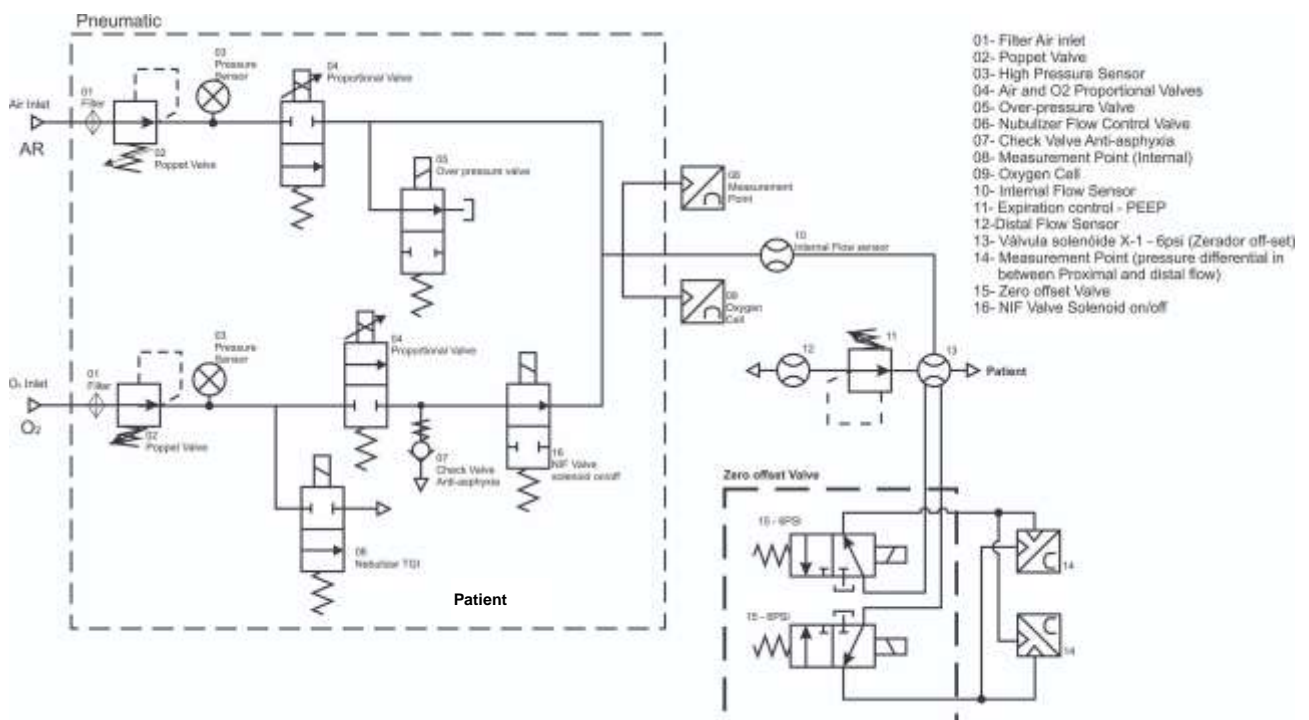 Pneumatic
03
Pressure
Sensor
04
Proportional Valve
Air Inlet
01
Filter
AR
02
Poppet Valve
05
Over pressure valve
08
Measurement
Point
10
Internal Flow sensor
09
Oxygen
Cell
03
Pressure
Sensor
04
Proportional Valve
O₂ Inlet
01
Filter
O2
02
Poppet Valve
07
Check Valve
Anti-asphyxia
16
NIF Valve
solenoid on/off
06
Nebulizer TGI
Patient
12
11
13
Patient
Zero offset Valve
15 - 6PSI
14
15 - 6PSI
14
01- Filter Air inlet
02- Poppet Valve
03- High Pressure Sensor
04- Air and O2 Proportional Valves
05- Over-pressure Valve
06- Nubulizer Flow Control Valve
07- Check Valve Anti-asphyxia
08- Measurement Point (Internal)
09- Oxygen Cell
10- Internal Flow Sensor
11- Expiration control - PEEP
12-Distal Flow Sensor
13- Válvula solenóide X-1 - 6psi (Zerador off-set)
14- Measurement Point (pressure differential in
between Proximal and distal flow)
15- Zero offset Valve
16- NIF Valve Solenoid on/off